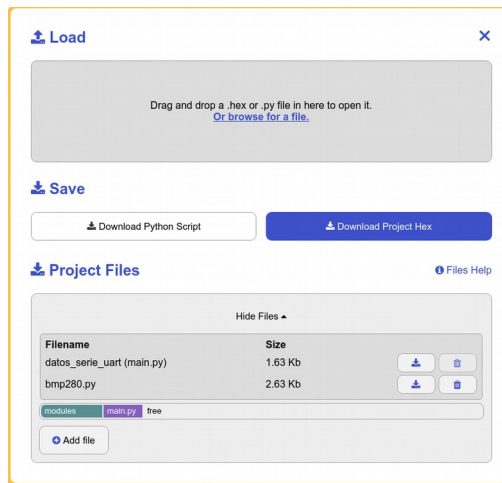 Load
Drag and drop a .hex or .py file in here to open it.
Or browse for a file.
Save
Download Python Script
Download Project Hex
Project Files
Files Help
Hide Files
Filename Size
datos_serie_uart (main.py) 1.63 Kb
bmp280.py 2.63 Kb
modules main.py free
Add file